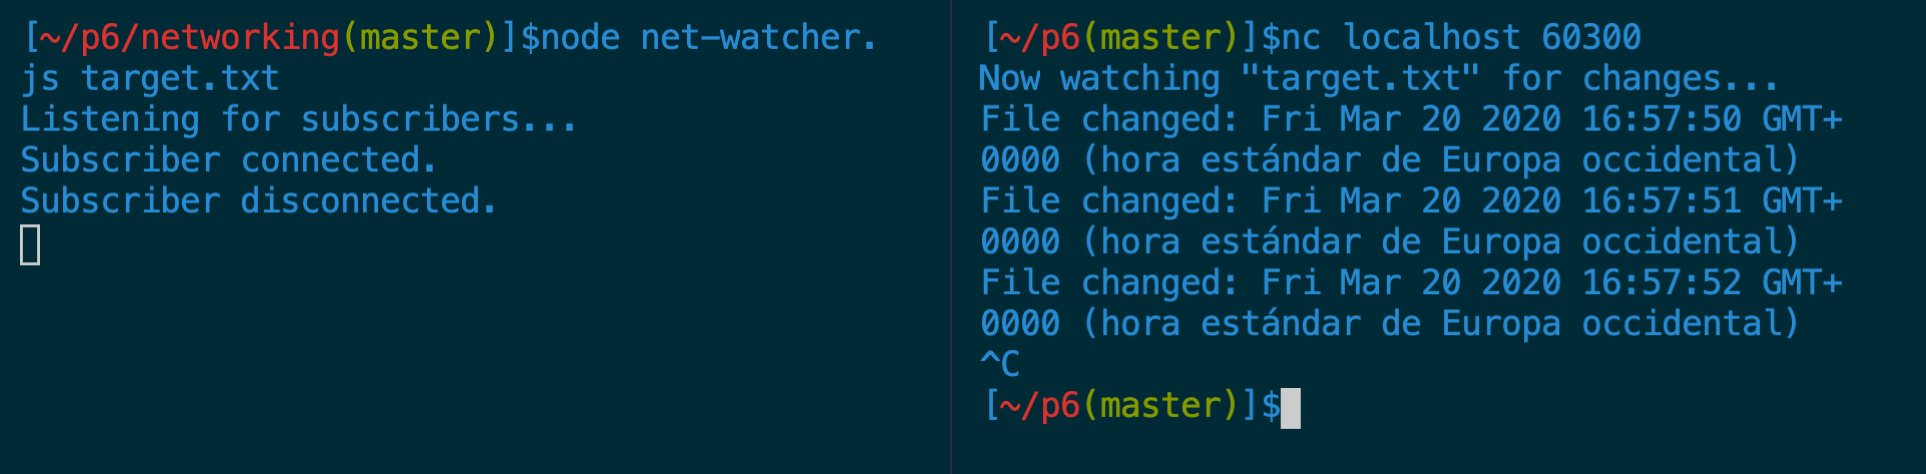 [~/p6/networking(master)]$node net-watcher.
js target.txt
Listening for subscribers...
Subscriber connected.
Subscriber disconnected.
[~/p6(master)]$nc localhost 60300
Now watching "target.txt" for changes...
File changed: Fri Mar 20 2020 16:57:50 GMT+
0000 (hora estándar de Europa occidental)
File changed: Fri Mar 20 2020 16:57:51 GMT+
0000 (hora estándar de Europa occidental)
File changed: Fri Mar 20 2020 16:57:52 GMT+
0000 (hora estándar de Europa occidental)
^C
[~/p6(master)]$